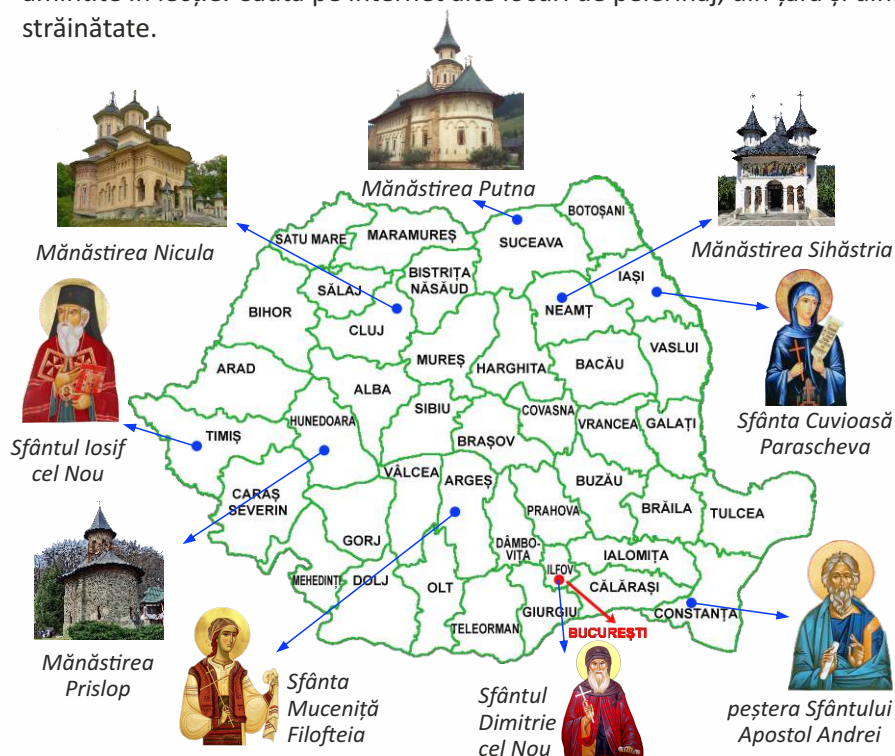 străinătate.
Mănăstirea Putna
Mănăstirea Nicula
Mănăstirea Sihăstria
BOTOȘANI
SATU MARE
MARAMUREȘ
SUCEAVA
BISTRIȚA
NĂSĂUD
IAȘI
SĂLAJ
NEAMȚ
BIHOR
CLUJ
VASLUI
MUREȘ
HARGHITA
BACĂU
ARAD
ALBA
SIBIU
COVASNA
HUNEDOARA
VRANCEA
GALAȚI
TIMIȘ
BRAȘOV
Sfântul Iosif
cel Nou
Sfânta Cuvioasă
Parascheva
VÂLCEA
ARGEȘ
BUZĂU
CARAȘ
SEVERIN
PRAHOVA
BRĂILA
TULCEA
GORJ
DÂMBO-
VIȚA
IALOMIȚA
ILFOV
MEHEDINȚI
DOLJ
OLT
CĂLĂRAȘI
GIURGIU
CONSTANȚA
TELEORMAN
BUCUREȘTI
Mănăstirea
Prislop
Sfânta
Muceniță
Filofteia
Sfântul
Dimitrie
cel Nou
peștera Sfântului
Apostol Andrei